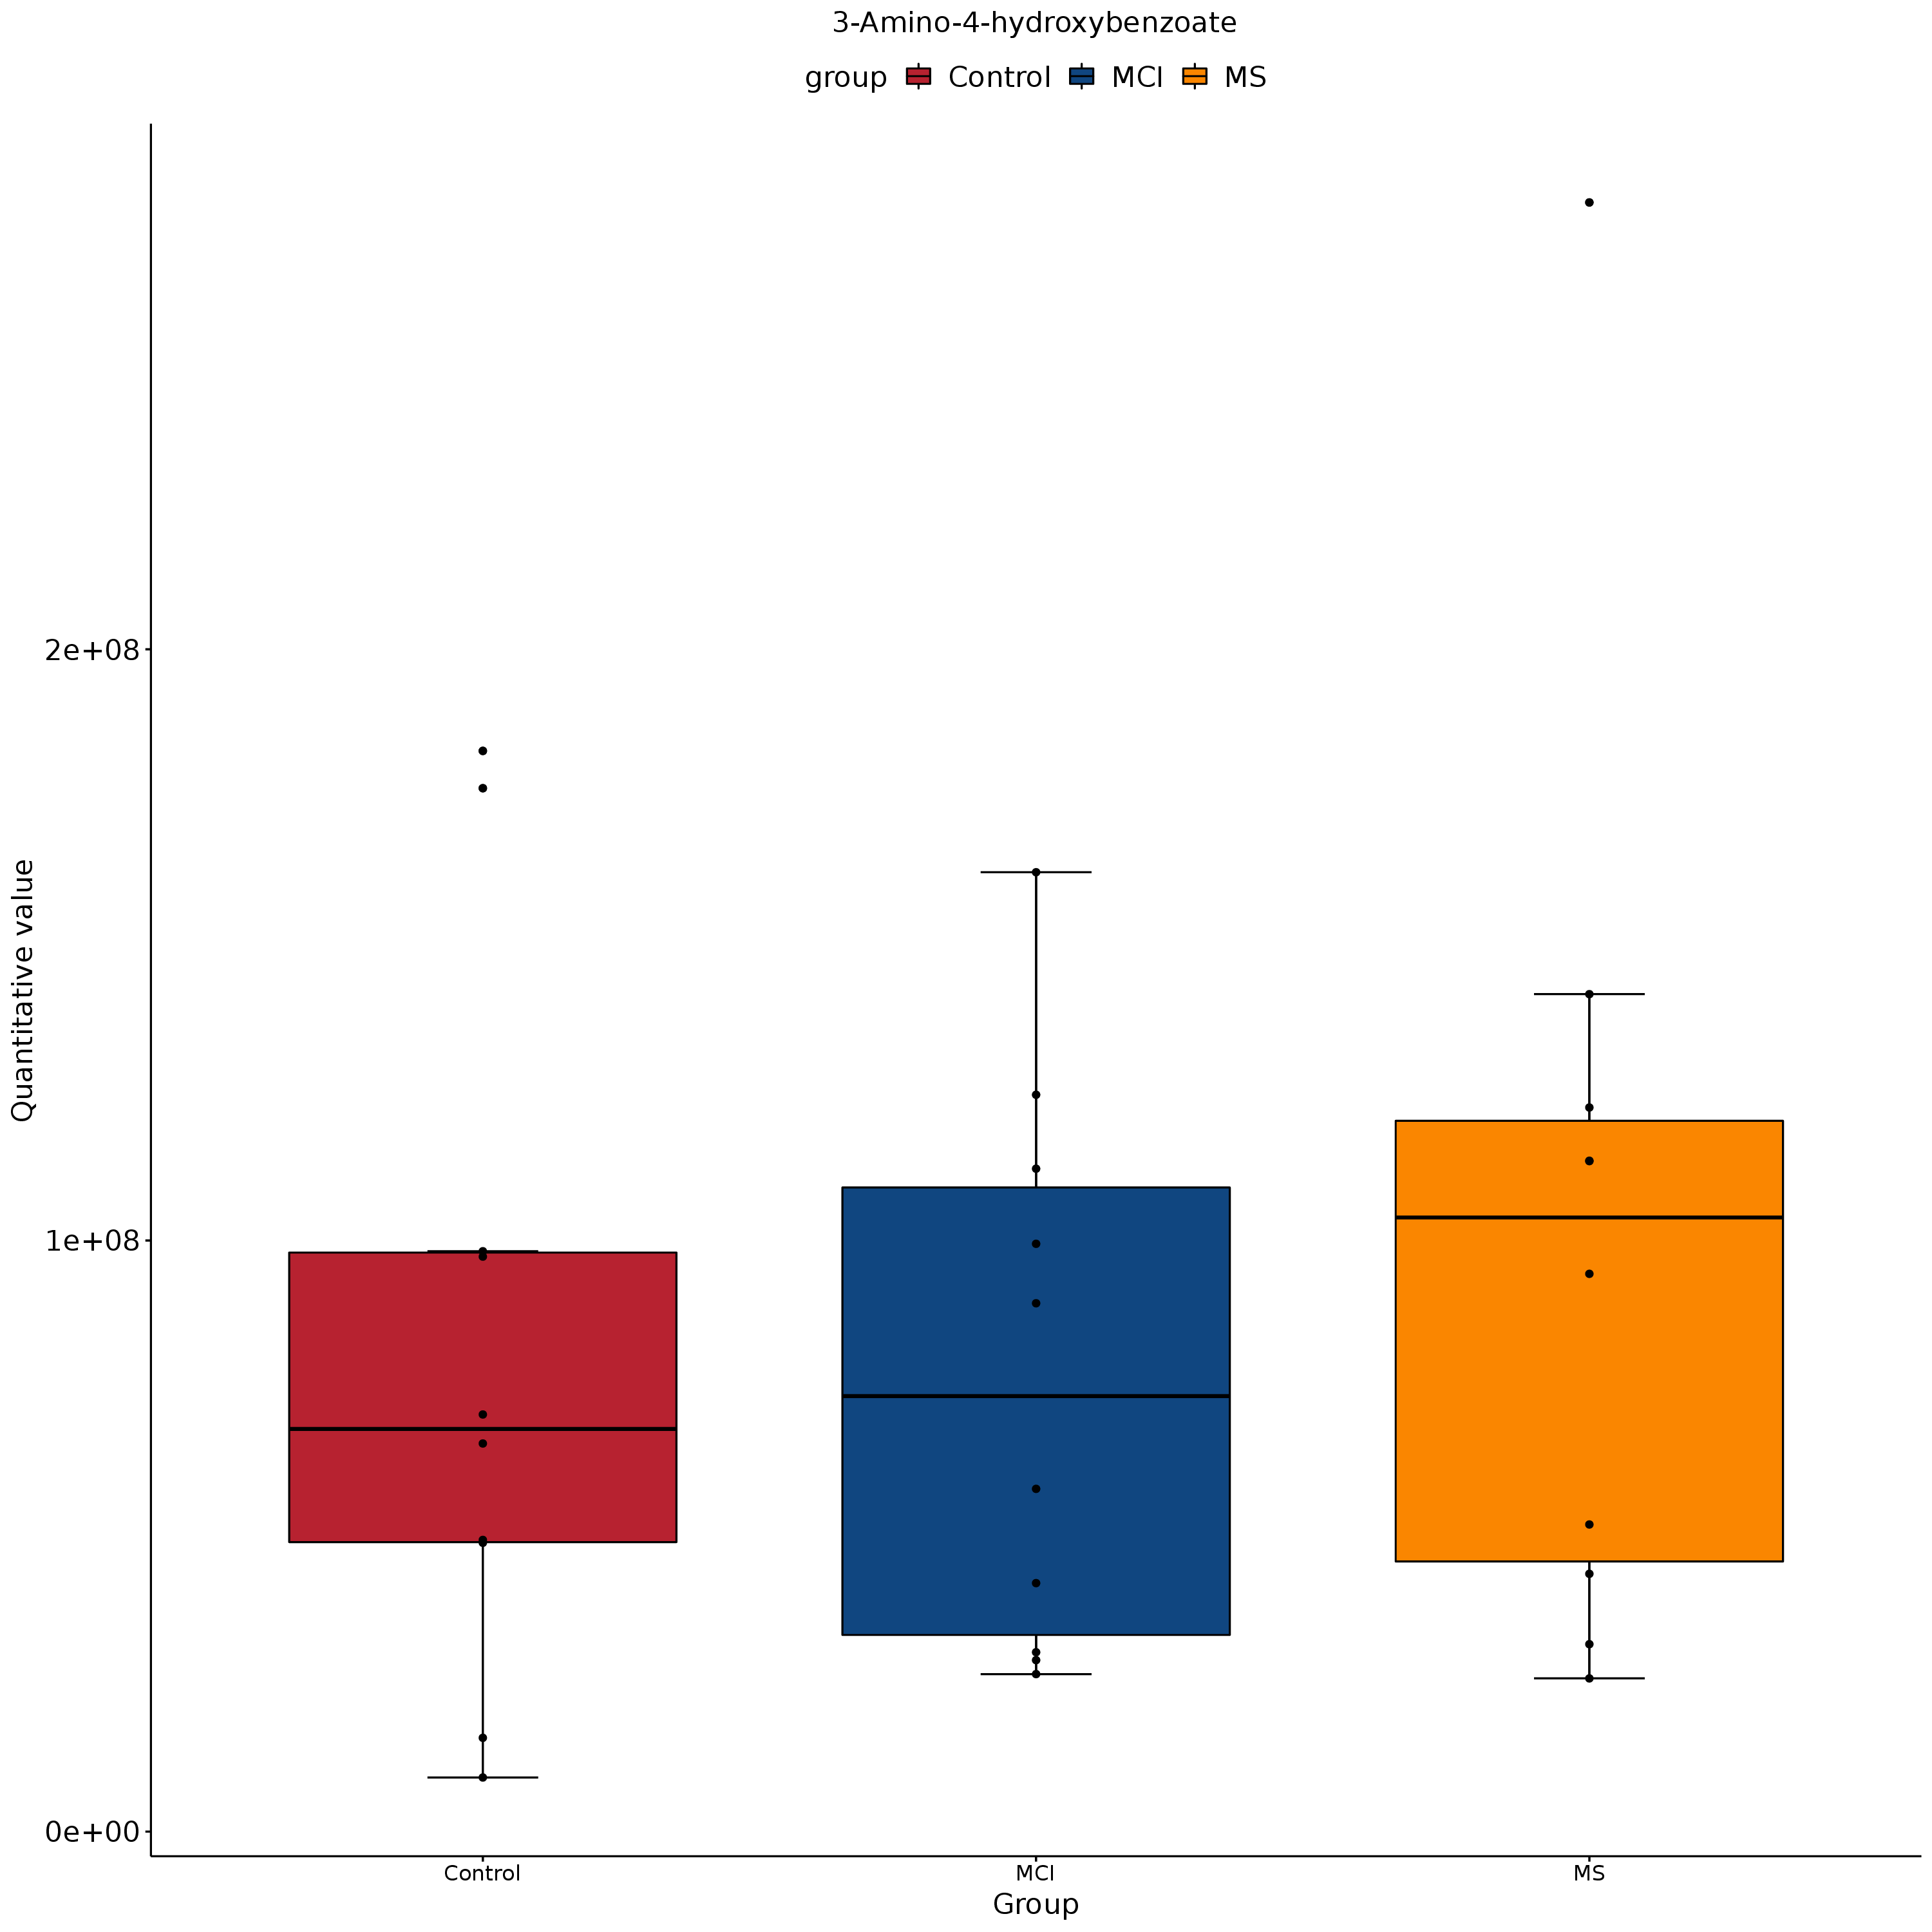 3-Amino-4-hydroxybenzoate
group Control MCI MS
Quantitative value
2e+08
1e+08
0e+00
Control MCI MS
Group